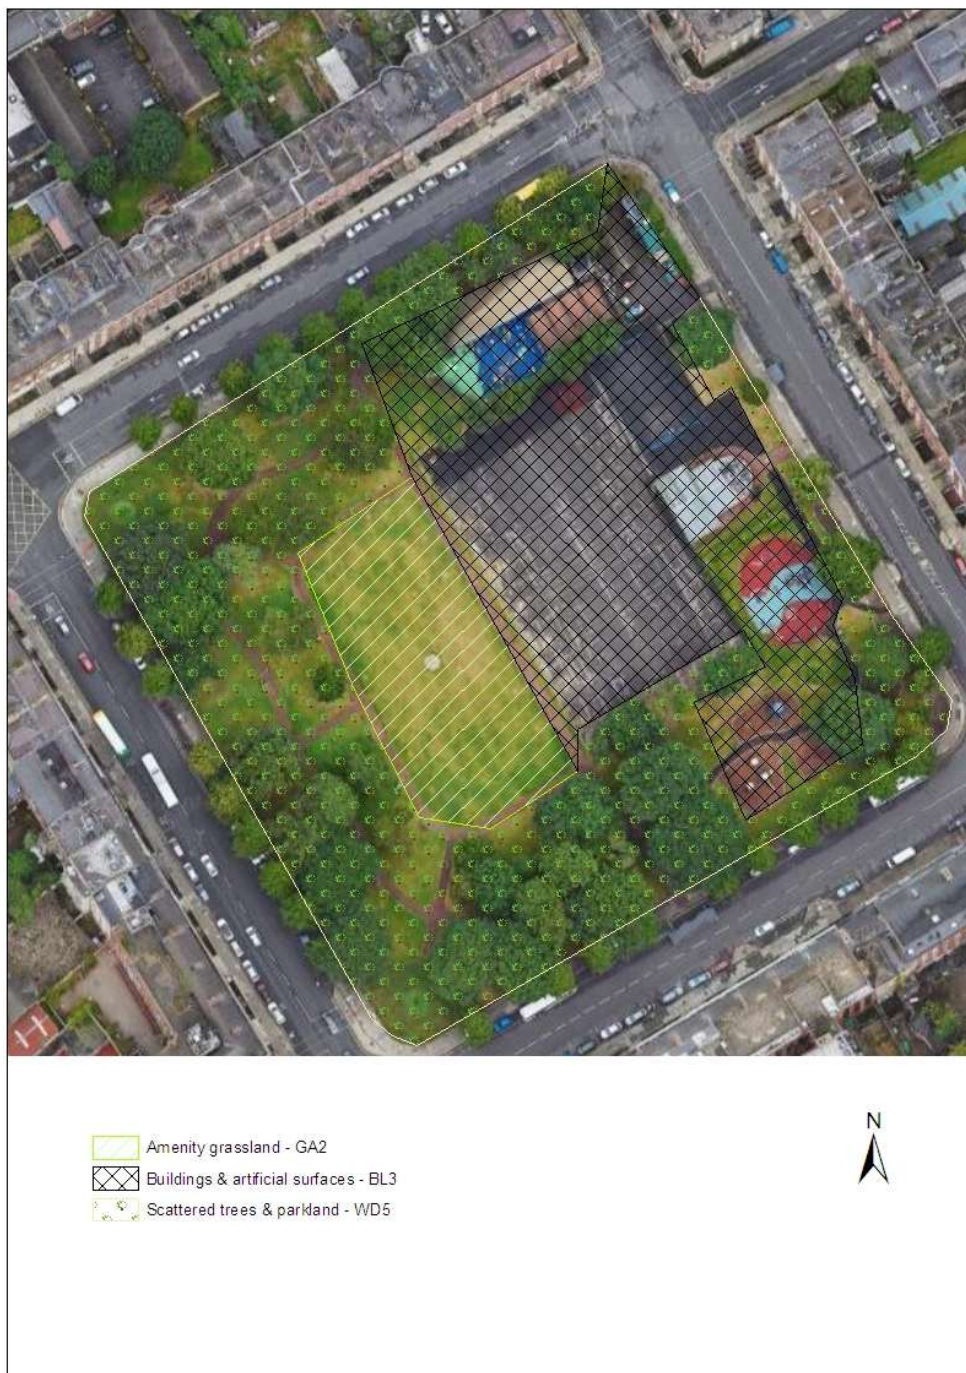 N
Amenity grassland - GA2
Buildings & artificial surfaces - BL3
Scattered trees & parkland - WD5